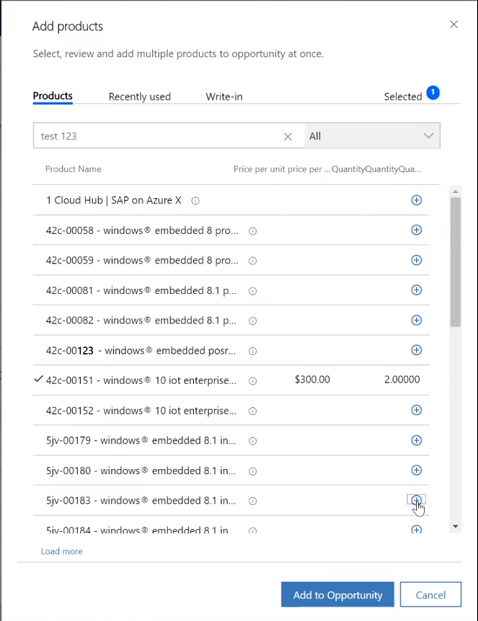 Add products
Select, review and add multiple products to opportunity at once.
Products Recently used Write-in Selected 1
test 123 All
Product Name Price per unit price per ... QuantityQuantityQua...
1 Cloud Hub | SAP on Azure X
42c-00058 - windows® embedded 8 pro...
42c-00059 - windows® embedded 8 pro...
42c-00081 - windows® embedded 8.1 p...
42c-00082 - windows® embedded 8.1 p...
42c-00123 - windows® embedded posr...
42c-00151 - windows® 10 iot enterprise... $300.00 2.00000
42c-00152 - windows® 10 iot enterprise...
5jv-00179 - windows® embedded 8.1 in...
5jv-00180 - windows® embedded 8.1 in...
5jv-00183 - windows® embedded 8.1 in...
5jv-00184 - windows® embedded 8.1 in
Load more
Add to Opportunity Cancel